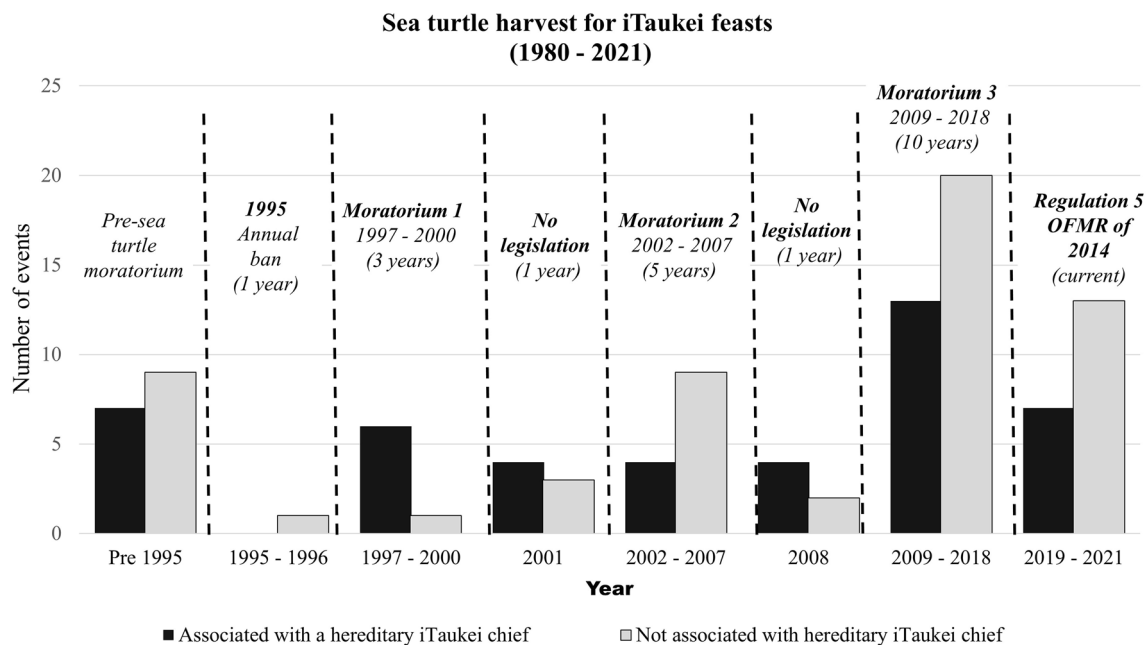 Sea turtle harvest for iTaukei feasts
(1980 - 2021)
25
20
15
10
5
0
Number of events
Pre-sea
turtle
moratorium
1995
Annual
ban
(1 year)
Moratorium 1
1997 - 2000
(3 years)
No
legislation
(1 year)
Moratorium 2
2002 - 2007
(5 years)
No
legislation
(1 year)
Moratorium 3
2009 - 2018
(10 years)
Regulation 5
OFMR of
2014
(current)
Pre 1995
1995 - 1996
1997 - 2000
2001
2002 - 2007
2008
2009 - 2018
2019 - 2021
Year
Associated with a hereditary iTaukei chief
Not associated with hereditary iTaukei chief